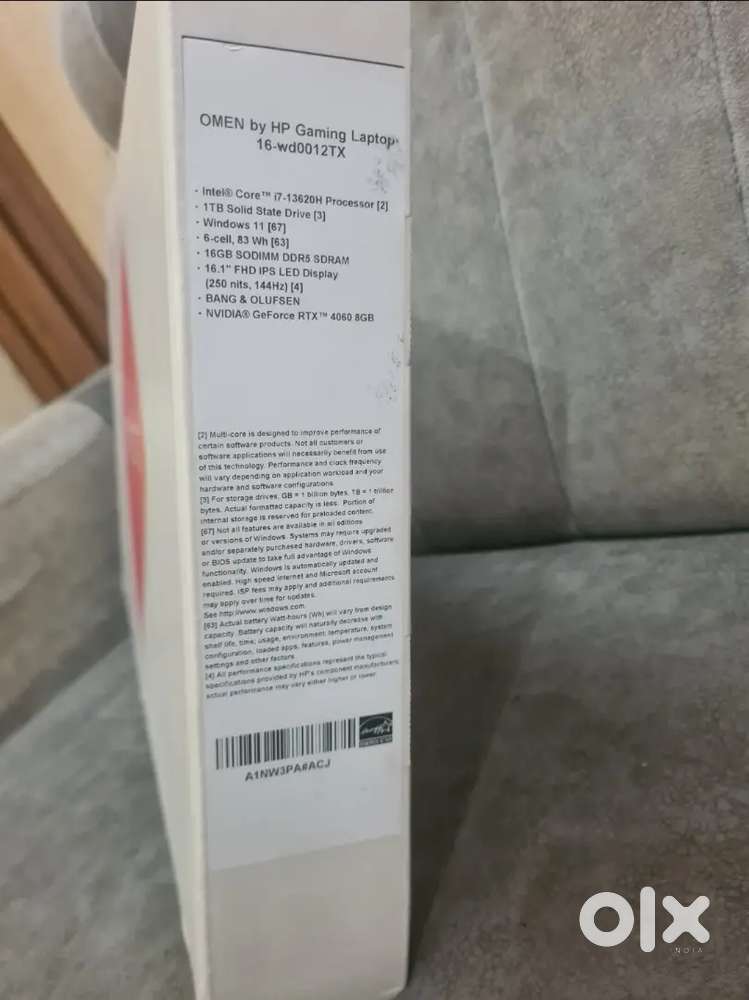 OMEN by HP Gaming Laptop
16-wd0012TX
· Intel® Core™ i7-13620H Processor [2]
· 1TB Solid State Drive [3]
· Windows 11 [67]
· 6-cell, 83 Wh [63]
· 16GB SODIMM DDR5 SDRAM
· 16.1" FHD IPS LED Display
(250 nits, 144Hz) [4]
· BANG & OLUFSEN
· NVIDIA® GeForce RTX™ 4060 8GB
[2] Multi-core is designed to improve performance of
certain software products. Not all customers or
software applications will necessarily benefit from use
of this technology. Performance and clock frequency
will vary depending on application workload and your
hardware and software configurations.
[3] For storage drives, GB = 1 billion bytes. TB = 1 trillion
bytes. Actual formatted capacity is less. Portion of
internal storage is reserved for preloaded content.
[67] Not all features are available in all editions
or versions of Windows. Systems may require upgraded
and/or separately purchased hardware, drivers, software
or BIOS update to take full advantage of Windows
functionality. Windows is automatically updated and
enabled. High speed internet and Microsoft account
required. ISP fees may apply and additional requirements
may apply over time for updates.
See http://www.windows.com
[63] Actual battery Watt-hours (Wh) will vary from design
capacity. Battery capacity will naturally decrease with
shelf life, time, usage, environment, temperature, system
configuration, loaded apps, features, power management
settings and other factors.
[4] All performance specifications represent the typical
specifications provided by HP's component manufacturers;
actual performance may vary either higher or lower.
A1NW3PA#ACJ
olx
INDIA